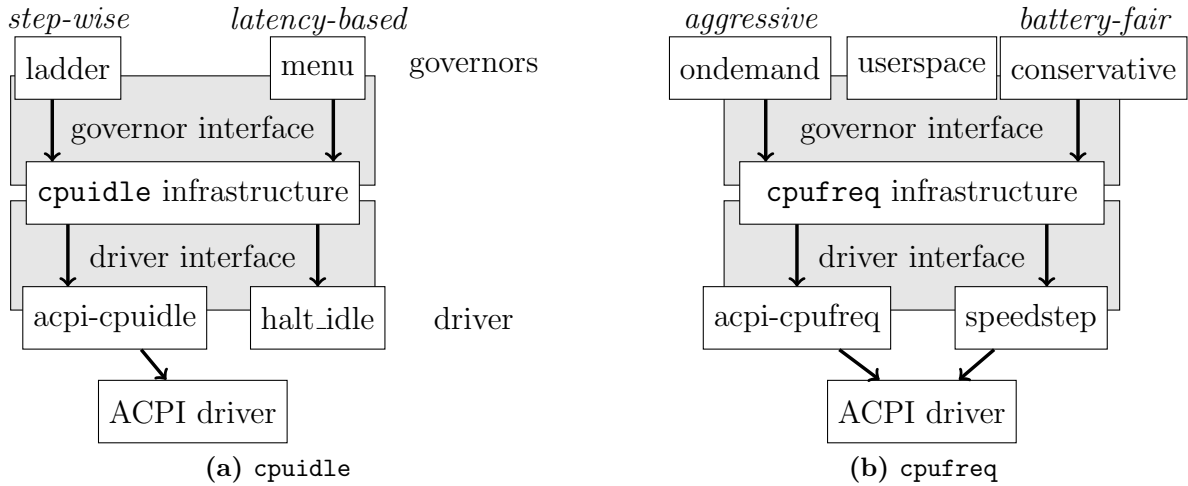 step-wise
latency-based
ladder
menu
governors
governor interface
cpuidle infrastructure
driver interface
acpi-cpuidle
halt_idle
driver
ACPI driver
(a) cpuidle
aggressive
battery-fair
ondemand
userspace
conservative
governor interface
cpufreq infrastructure
driver interface
acpi-cpufreq
speedstep
ACPI driver
(b) cpufreq